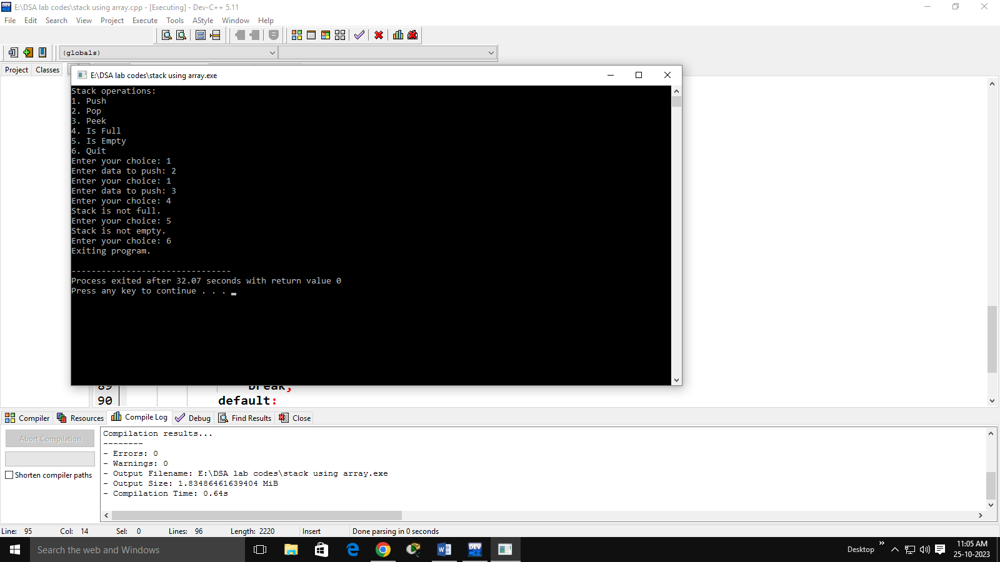 E:\DSA lab codes\stack using array.cpp - [Executing] - Dev-C++ 5.11
File Edit Search View Project Execute Tools AStyle Window Help
(globals)
Project Classes
E:\DSA lab codes\stack using array.exe
Stack operations:
1. Push
2. Pop
3. Peek
4. Is Full
5. Is Empty
6. Quit
Enter your choice: 1
Enter data to push: 2
Enter your choice: 1
Enter data to push: 3
Enter your choice: 4
Stack is not full.
Enter your choice: 5
Stack is not empty.
Enter your choice: 6
Exiting program.
--------------------------------
Process exited after 32.07 seconds with return value 0
Press any key to continue . . .
89 break;
90 default:
Compiler Resources Compile Log Debug Find Results Close
Abort Compilation
Shorten compiler paths
Compilation results...
--------
- Errors: 0
- Warnings: 0
- Output Filename: E:\DSA lab codes\stack using array.exe
- Output Size: 1.83486461639404 MiB
- Compilation Time: 0.64s
Line: 95 Col: 14 Sel: 0 Lines: 96 Length: 2220 Insert Done parsing in 0 seconds
Search the web and Windows
DEV
Desktop
11:05 AM
25-10-2023